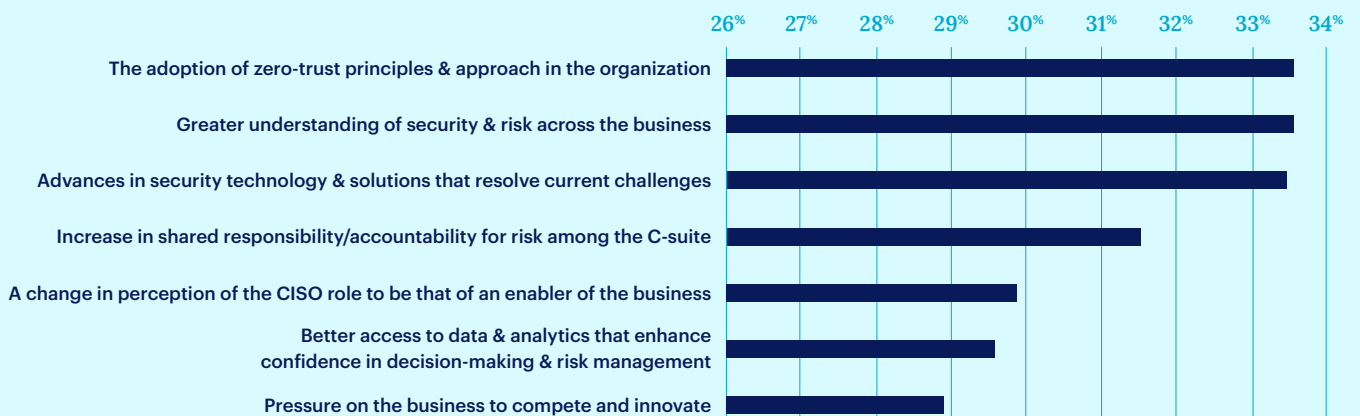 26% 27% 28% 29% 30% 31% 32% 33% 34%
The adoption of zero-trust principles & approach in the organization
Greater understanding of security & risk across the business
Advances in security technology & solutions that resolve current challenges
Increase in shared responsibility/accountability for risk among the C-suite
A change in perception of the CISO role to be that of an enabler of the business
Better access to data & analytics that enhance
confidence in decision-making & risk management
Pressure on the business to compete and innovate